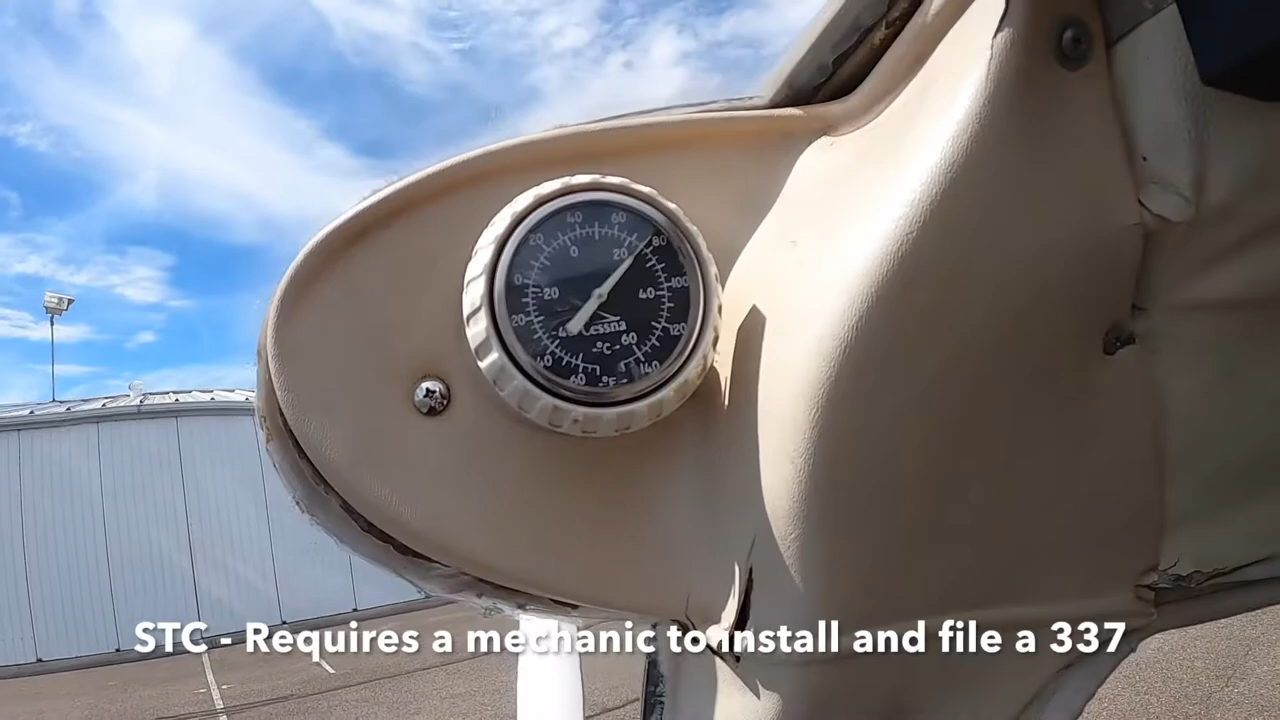 40 60
20 80
0 20
0 100
-20 40
20 120
-40 Cessna
°C 60
40 140
60 °F
STC - Requires a mechanic to install and file a 337